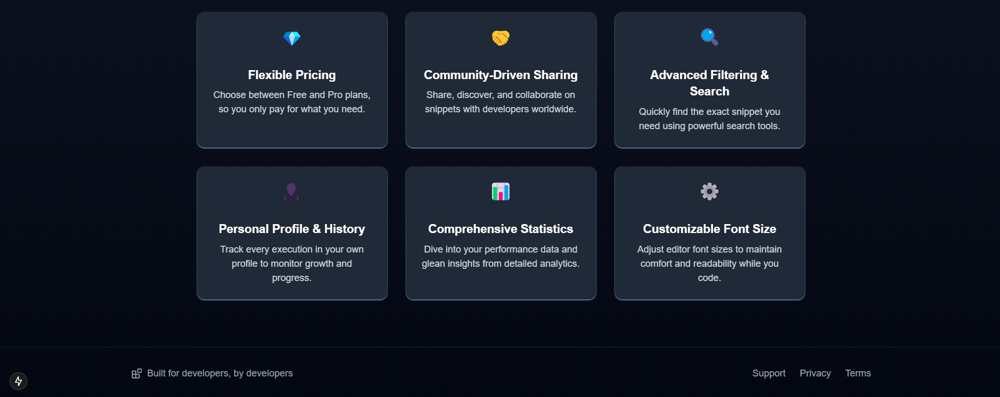 Flexible Pricing
Choose between Free and Pro plans,
so you only pay for what you need.
Community-Driven Sharing
Share, discover, and collaborate on
snippets with developers worldwide.
Advanced Filtering &
Search
Quickly find the exact snippet you
need using powerful search tools.
Personal Profile & History
Track every execution in your own
profile to monitor growth and
progress.
Comprehensive Statistics
Dive into your performance data and
glean insights from detailed analytics.
Customizable Font Size
Adjust editor font sizes to maintain
comfort and readability while you
code.
Built for developers, by developers
Support
Privacy
Terms